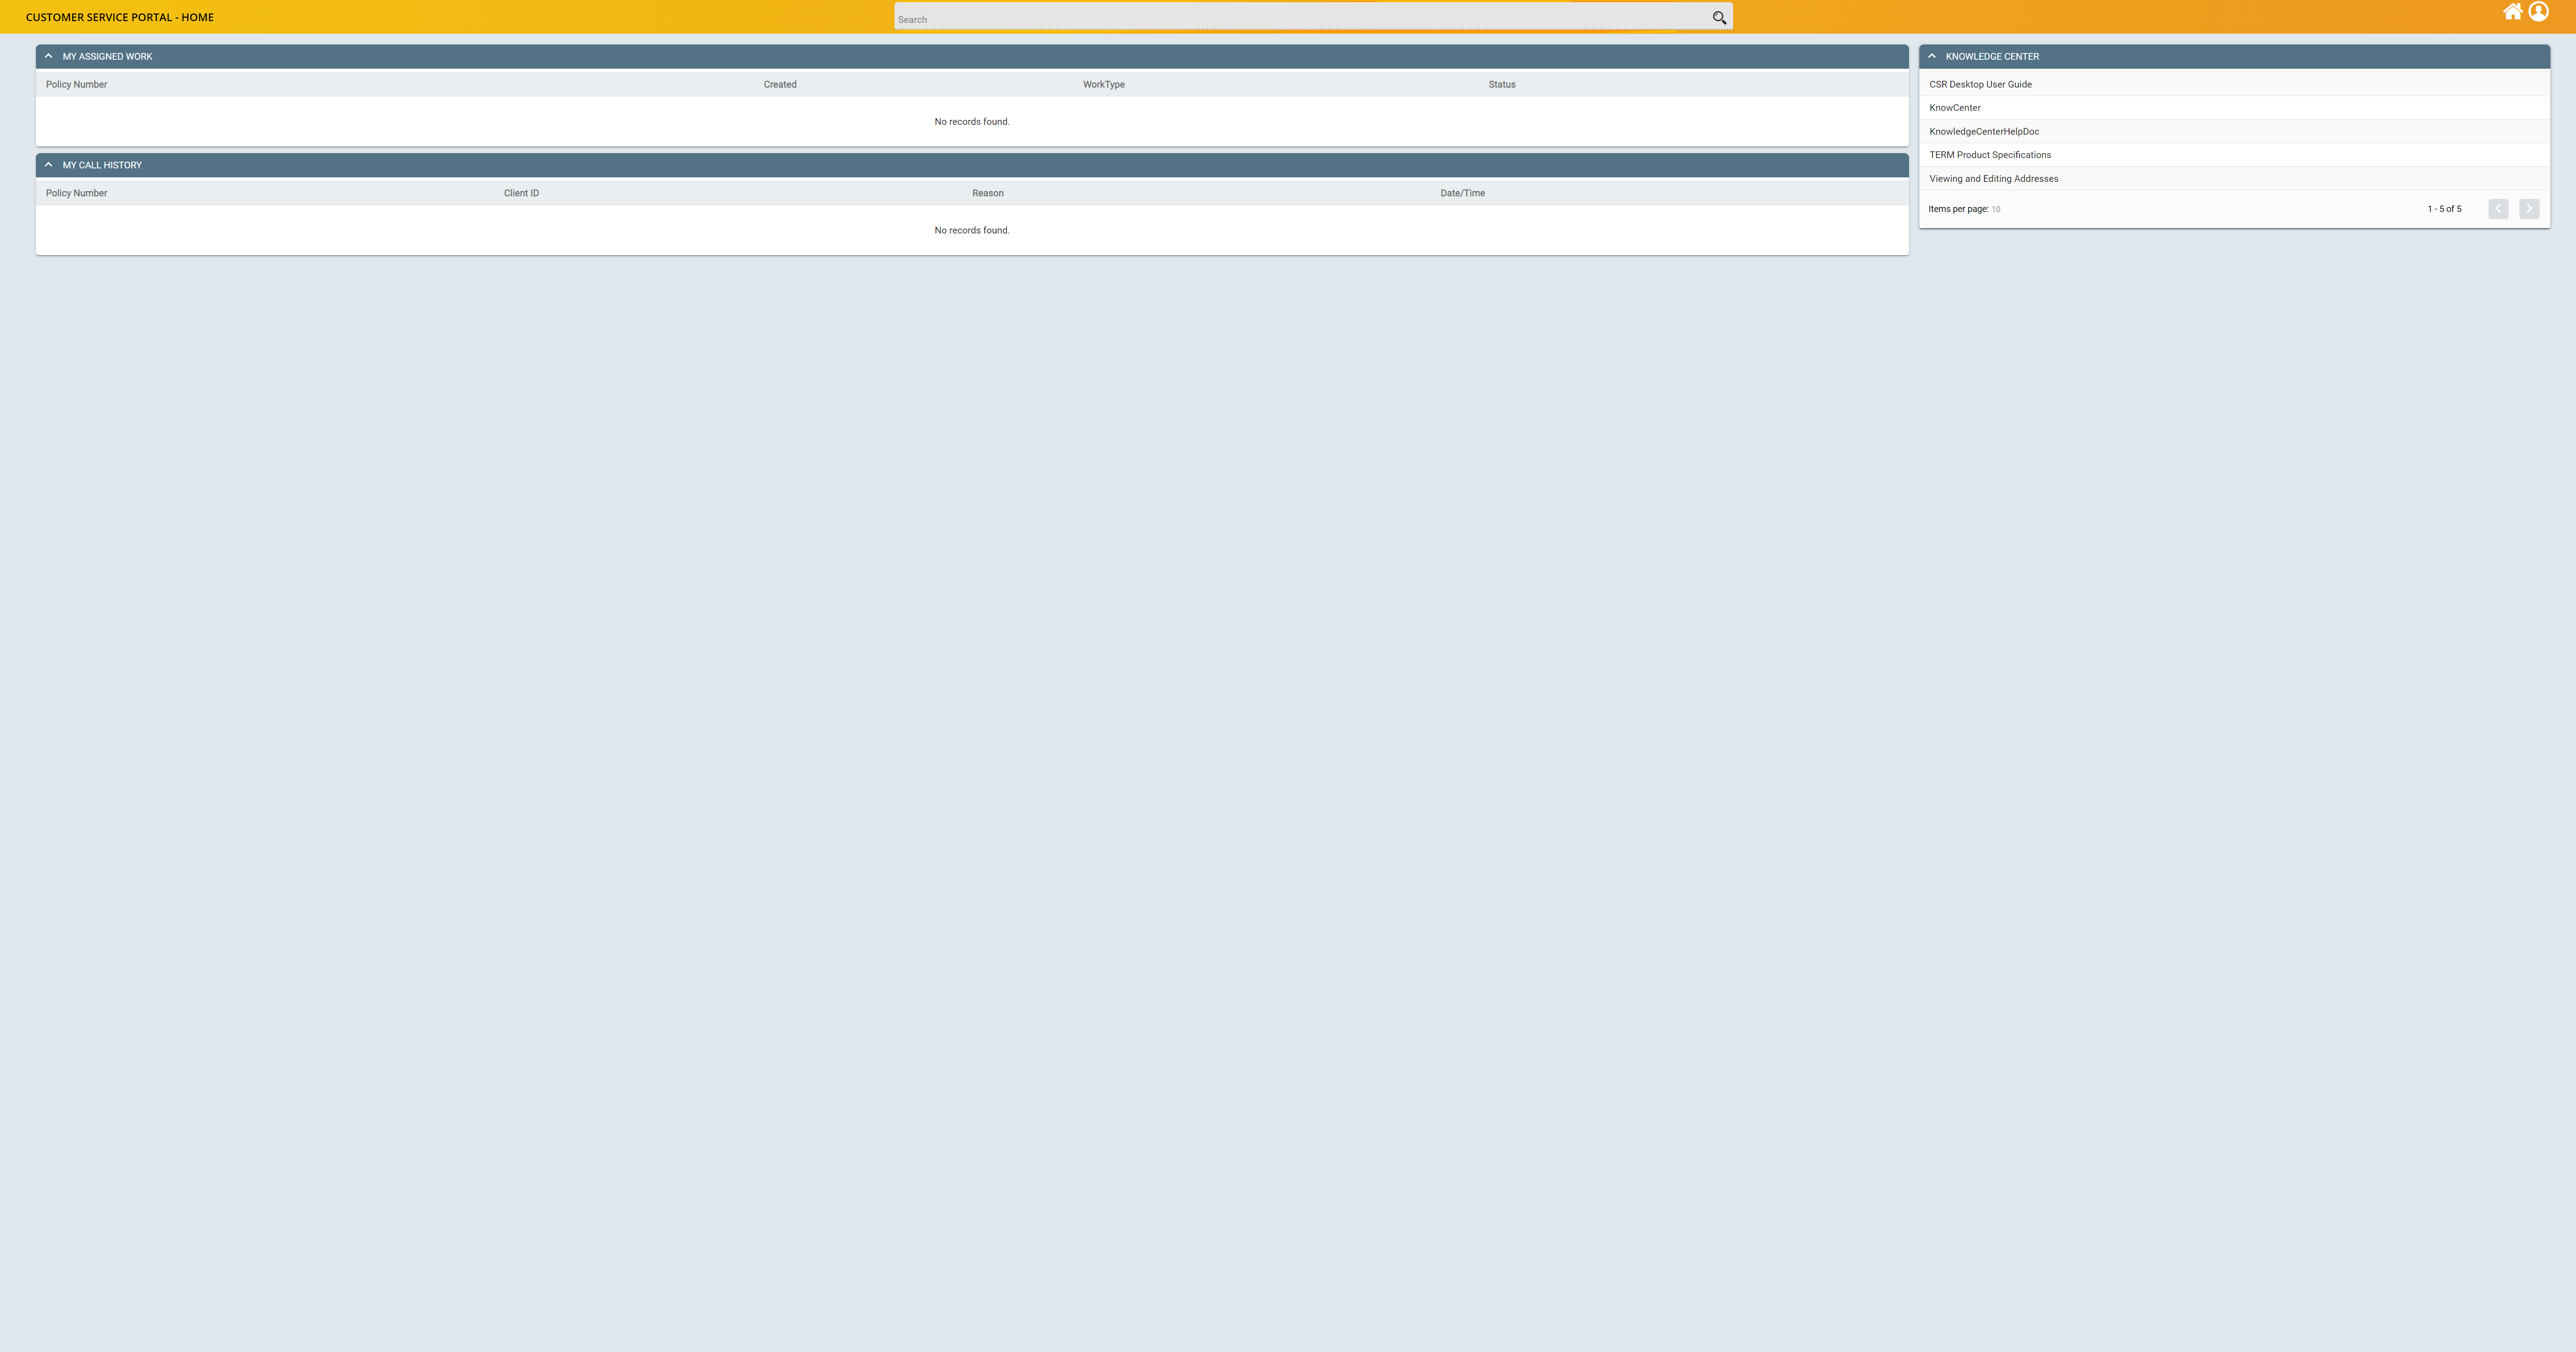 CUSTOMER SERVICE PORTAL - HOME
Search
MY ASSIGNED WORK
Policy Number Created WorkType Status
No records found.
MY CALL HISTORY
Policy Number Client ID Reason Date/Time
No records found.
KNOWLEDGE CENTER
CSR Desktop User Guide
KnowCenter
KnowledgeCenterHelpDoc
TERM Product Specifications
Viewing and Editing Addresses
Items per page: 10 1 - 5 of 5